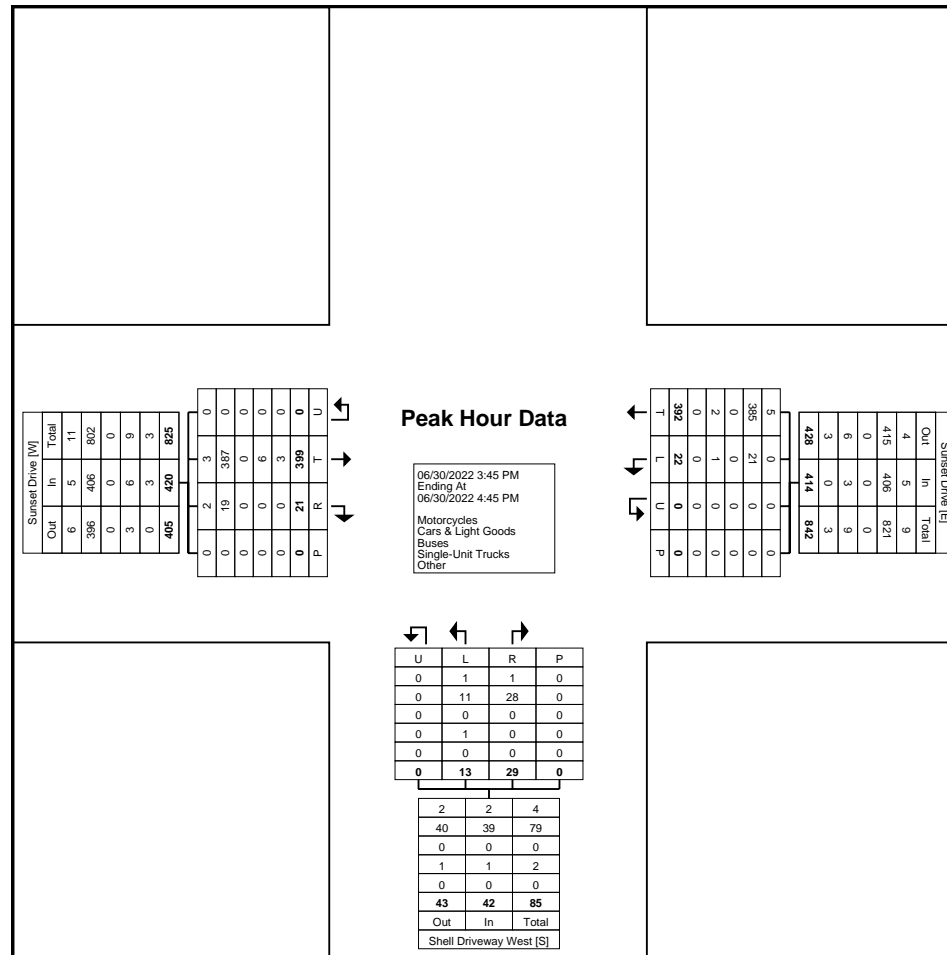 Peak Hour Data
06/30/2022 3:45 PM
Ending At
06/30/2022 4:45 PM
Motorcycles
Cars & Light Goods
Buses
Single-Unit Trucks
Other
Sunset Drive [W]
Out In Total
6 5 11
396 406 802
0 0 0
3 6 9
0 3 3
405 420 825
0 3 2 0
0 387 19 0
0 0 0 0
0 6 0 0
0 3 0 0
0 399 21 0
U T R P
Sunset Drive [E]
Out In Total
4 5 9
415 406 821
0 0 0
6 3 9
3 0 3
428 414 842
5 0 0 0
385 21 0 0
0 0 0 0
2 1 0 0
0 0 0 0
392 22 0 0
T L U P
U L R P
0 1 1 0
0 11 28 0
0 0 0 0
0 1 0 0
0 0 0 0
0 13 29 0
2 2 4
40 39 79
0 0 0
1 1 2
0 0 0
43 42 85
Out In Total
Shell Driveway West [S]